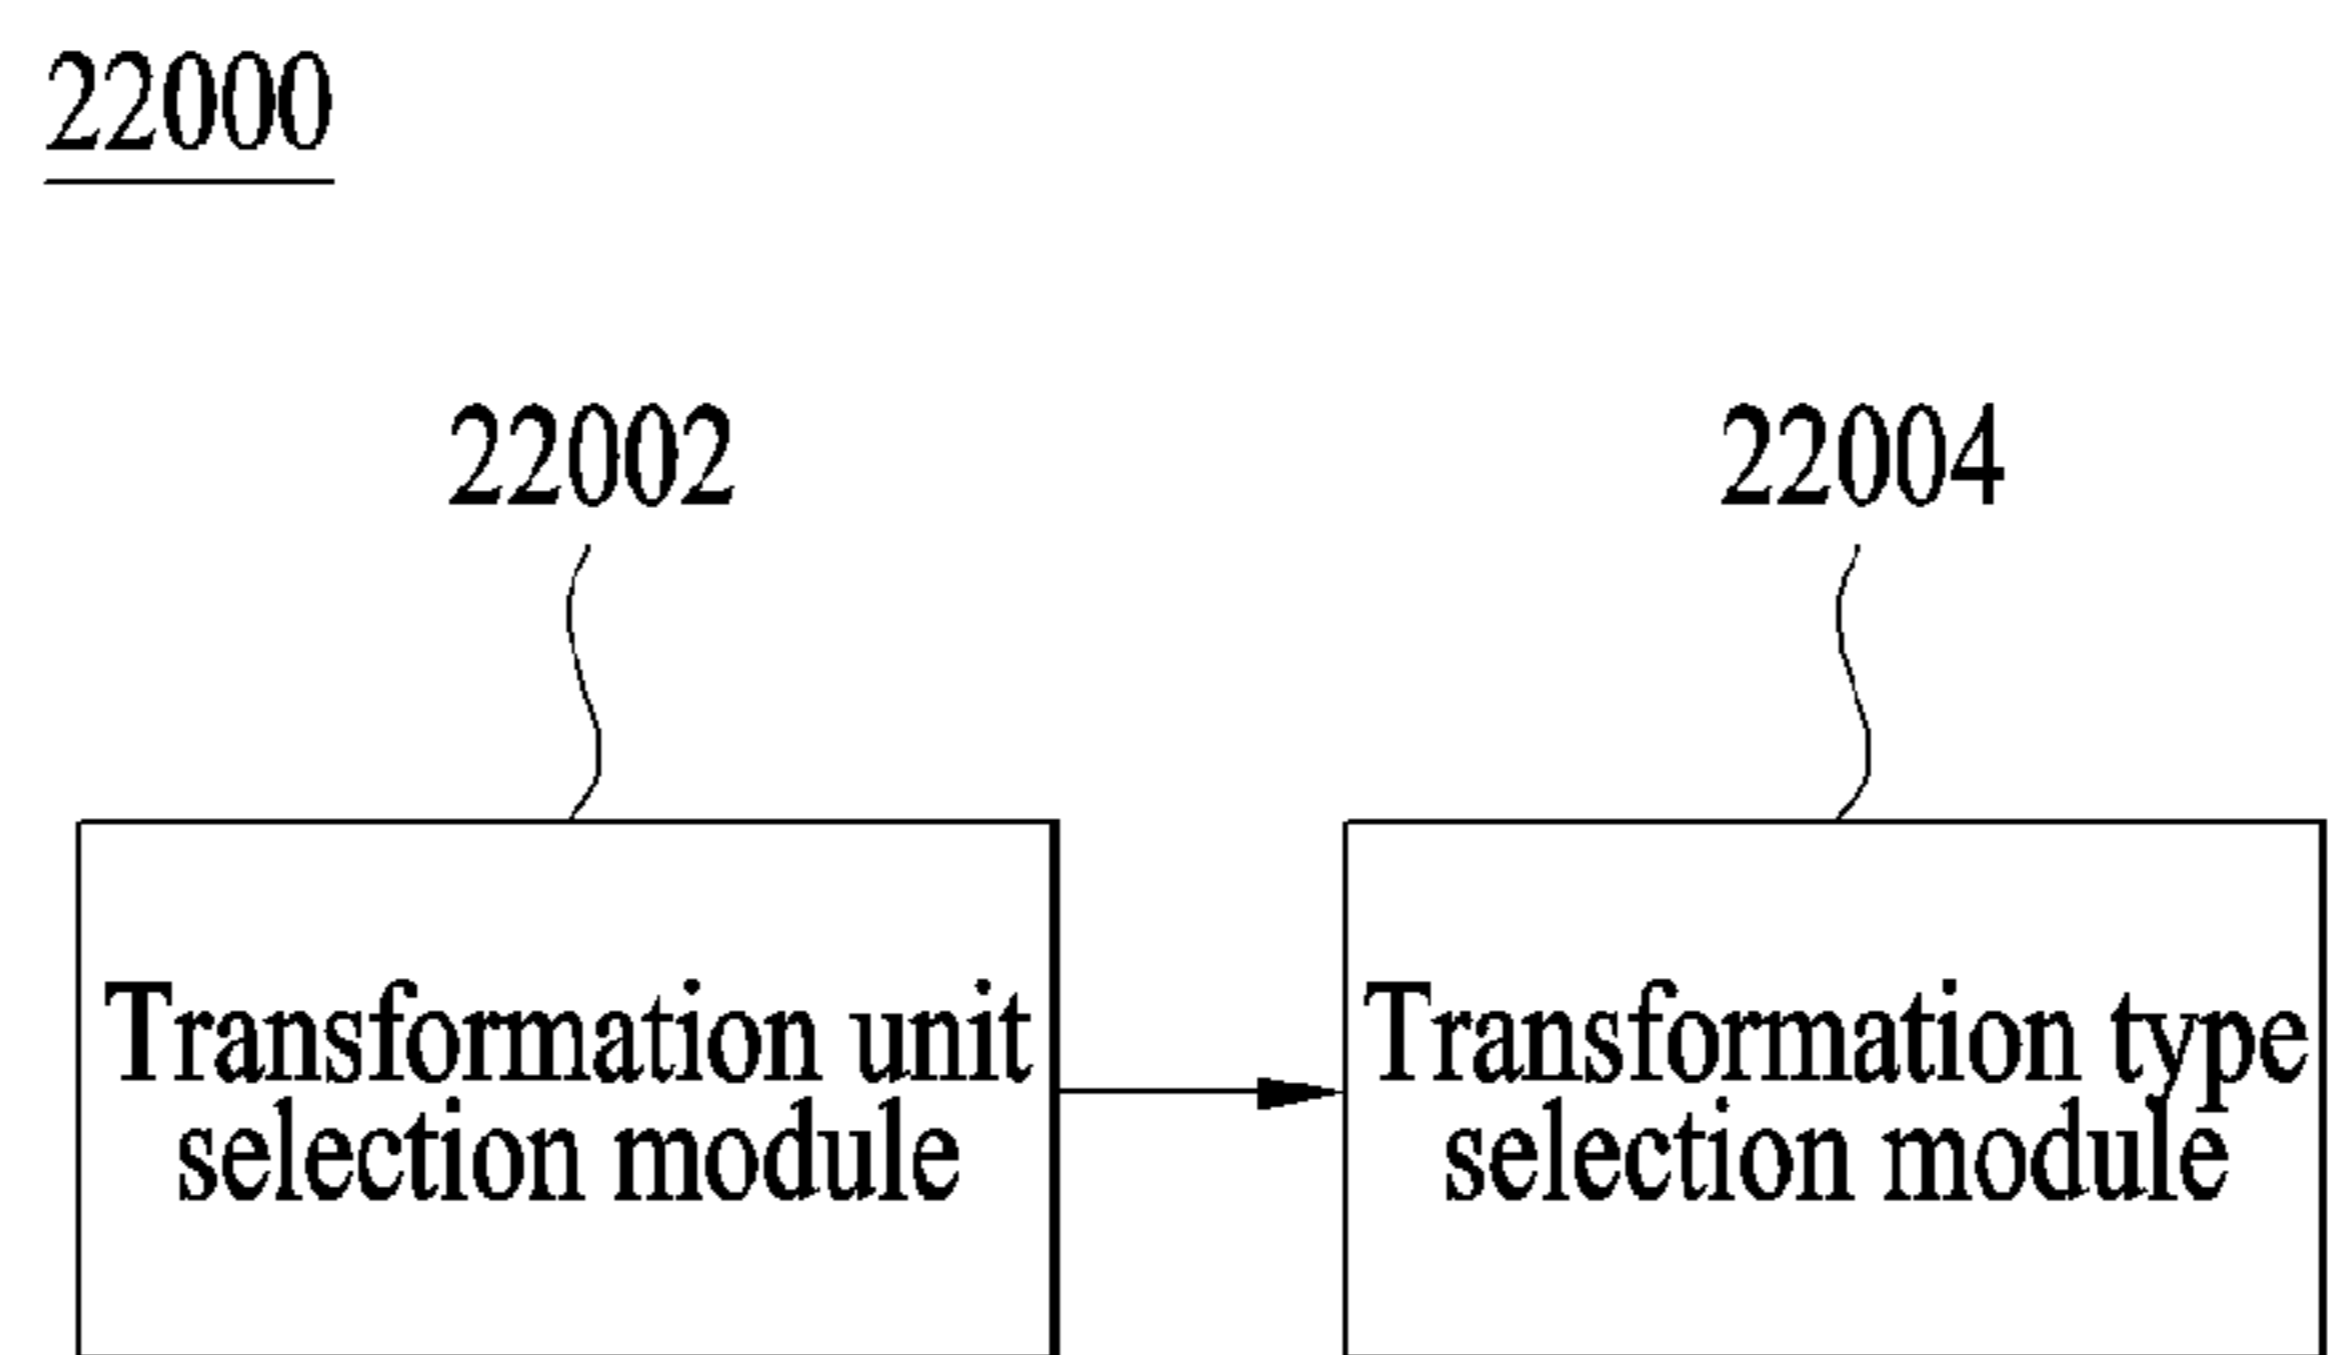 22000
22002
22004
Transformation unit
selection module
Transformation type
selection module